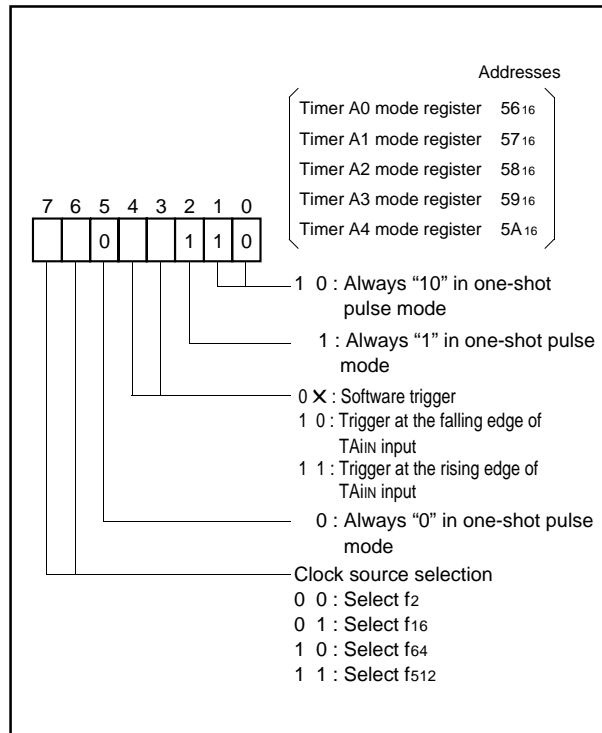 Addresses
Timer A0 mode register 5616
Timer A1 mode register 5716
Timer A2 mode register 5816
Timer A3 mode register 5916
Timer A4 mode register 5A16
7 6 5 4 3 2 1 0
0 1 1 0
1 0 : Always “10” in one-shot
pulse mode
1 : Always “1” in one-shot pulse
mode
0 × : Software trigger
1 0 : Trigger at the falling edge of
TAiIN input
1 1 : Trigger at the rising edge of
TAiIN input
0 : Always “0” in one-shot pulse
mode
Clock source selection
0 0 : Select f2
0 1 : Select f16
1 0 : Select f64
1 1 : Select f512